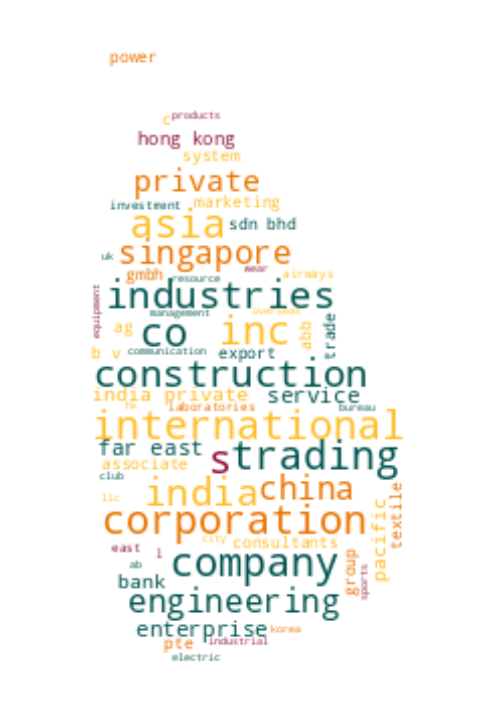 power
c products
hong kong
system
private
investment marketing
asia sdn bhd
uk singapore
gmbh resource wear airways
equipment industries
management overseas
ag co inc abb trade
b v communication export
construction
india private service
hk laboratories bureau
international
far east s trading
associate
club
llc india china
corporation pacific textile
city consultants
east l company group
ab
bank sports
engineering
enterprise korea
pte industrial
electric